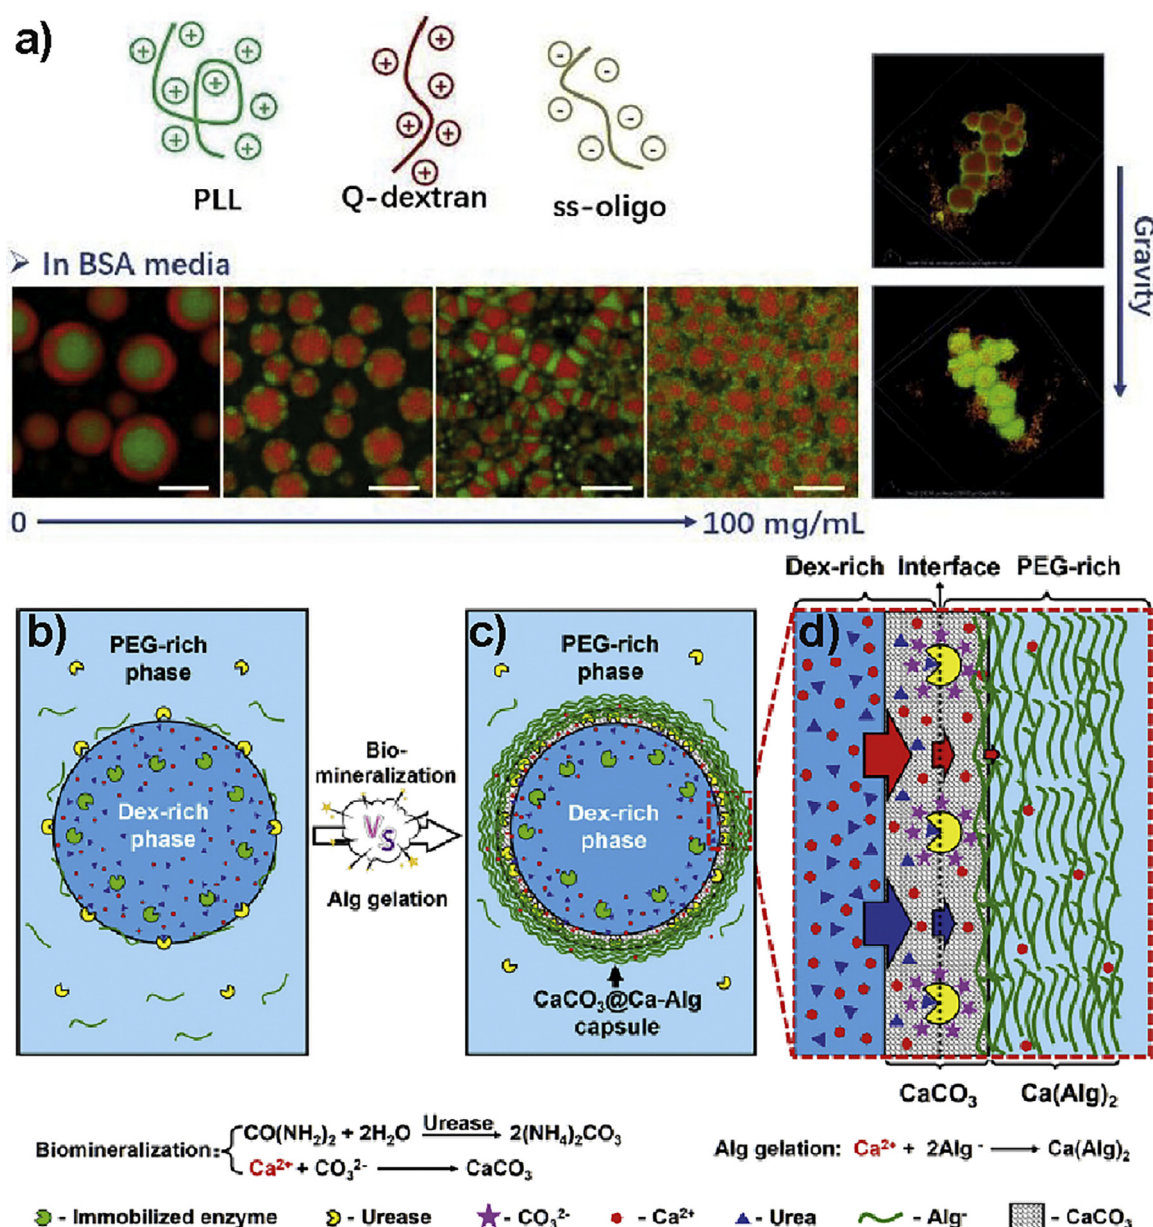 a)
PLL
Q-dextran
ss-oligo
Gravity
➢ In BSA media
0
100 mg/mL
Dex-rich Interface PEG-rich
b)
PEG-rich
phase
Dex-rich
phase
Bio-
mineralization
VS
Alg gelation
c)
PEG-rich
phase
Dex-rich
phase
CaCO₃@Ca-Alg
capsule
d)
CaCO₃ Ca(Alg)₂
Biomineralization:
CO(NH₂)₂ + 2H₂O Urease→ 2(NH₄)₂CO₃
Ca²⁺ + CO₃²⁻ → CaCO₃
Alg gelation: Ca²⁺ + 2Alg⁻ → Ca(Alg)₂
- Immobilized enzyme - Urease - CO₃²⁻ - Ca²⁺ - Urea - Alg⁻ - CaCO₃